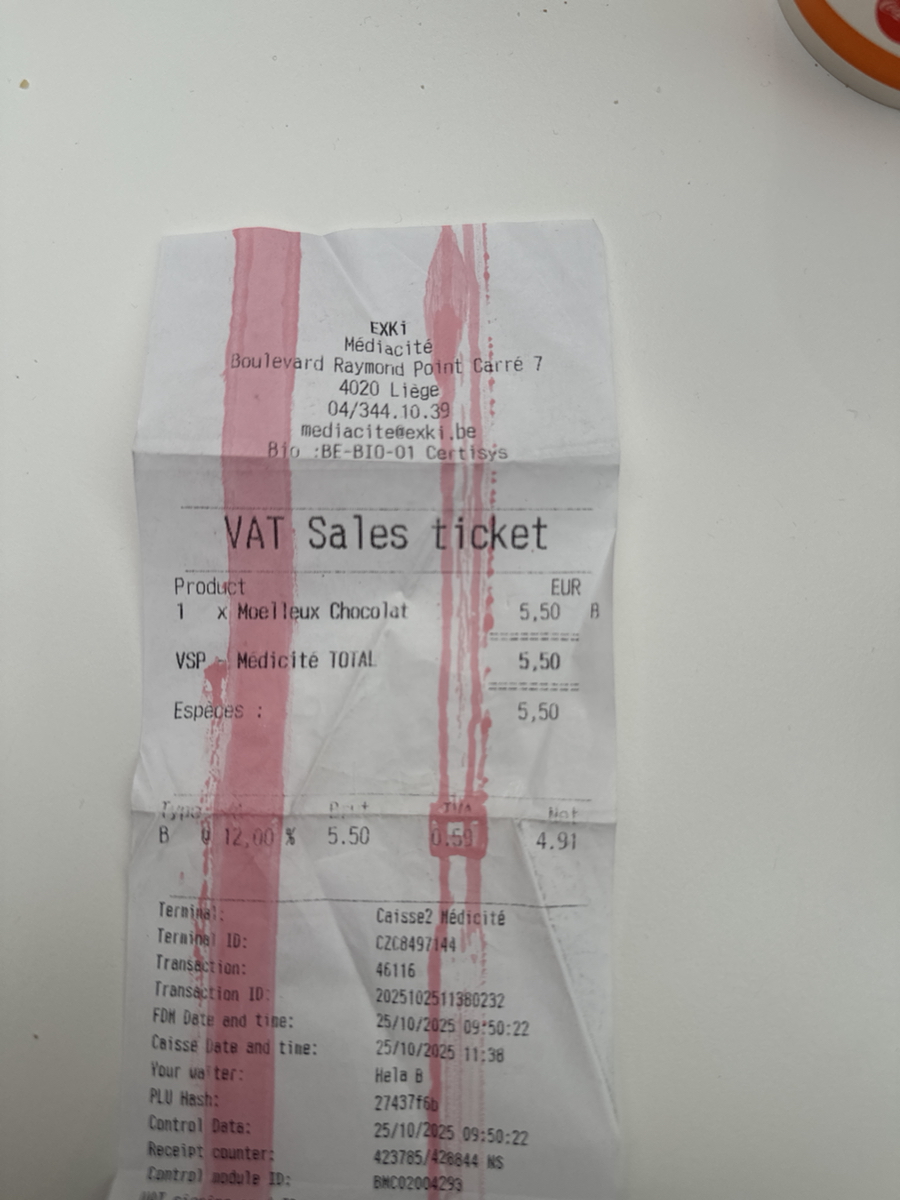 EXKi
Médiacité
Boulevard Raymond Point Carré 7
4020 Liège
04/344.10.39
mediacite@exki.be
Bio :BE-BIO-01 Certisys
VAT Sales ticket
Product EUR
1 x Moelleux Chocolat 5,50 B
VSP - Médicité TOTAL 5,50
Espèces : 5,50
Type TVA Net
B @ 12,00 % 5.50 0.59 4.91
Terminal: Caisse2 Médicité
Terminal ID: CZC8497144
Transaction: 46116
Transaction ID: 2025102511380232
FDM Date and time: 25/10/2025 09:50:22
Caisse Date and time: 25/10/2025 11:38
Your waiter: Hela B
PLU Hash: 27437f6b
Control Data: 25/10/2025 09:50:22
Receipt counter: 423785/428844 NS
Control module ID: BMC02004293